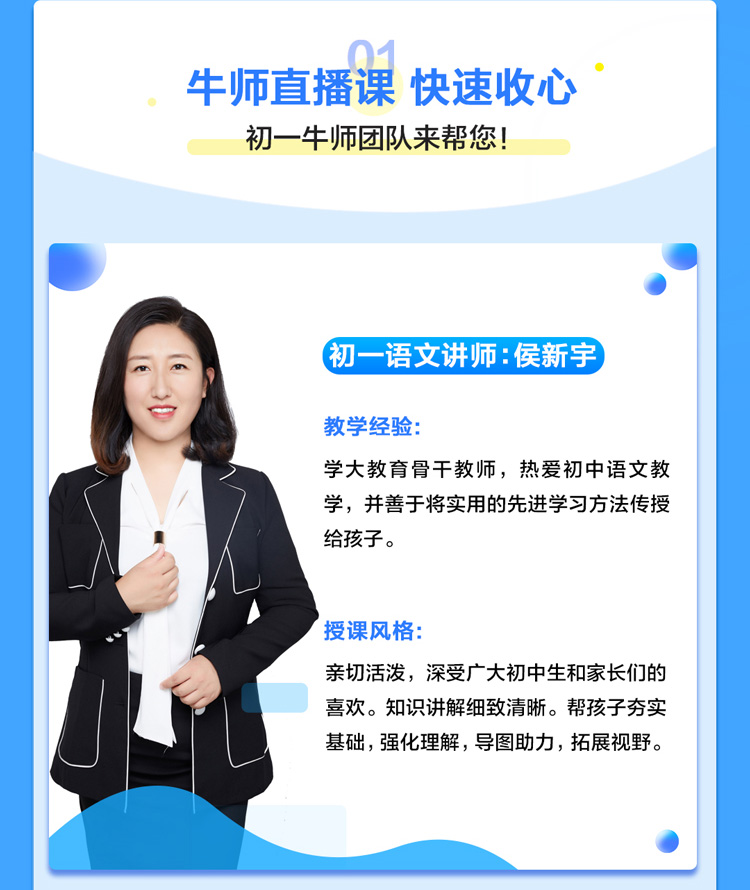 01
牛师直播课 快速收心
初一牛师团队来帮您!
初一语文讲师:侯新宇
教学经验:
学大教育骨干教师，热爱初中语文教
学，并善于将实用的先进学习方法传授
给孩子。
授课风格:
亲切活泼，深受广大初中生和家长们的
喜欢。知识讲解细致清晰。帮孩子夯实
基础，强化理解，导图助力，拓展视野。